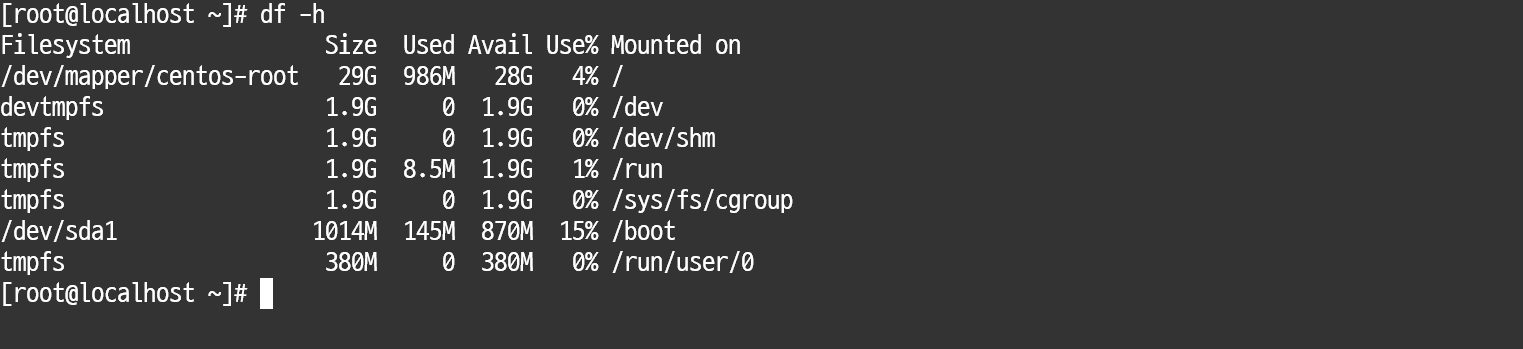 [root@localhost ~]# df -h
Filesystem               Size  Used Avail Use% Mounted on
/dev/mapper/centos-root   29G  986M   28G   4% /
devtmpfs                 1.9G     0  1.9G   0% /dev
tmpfs                    1.9G     0  1.9G   0% /dev/shm
tmpfs                    1.9G  8.5M  1.9G   1% /run
tmpfs                    1.9G     0  1.9G   0% /sys/fs/cgroup
/dev/sda1               1014M  145M  870M  15% /boot
tmpfs                    380M     0  380M   0% /run/user/0
[root@localhost ~]#